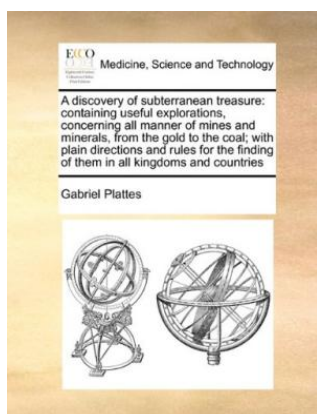 ECCO
Medicine, Science and Technology
A discovery of subterranean treasure:
containing useful explorations,
concerning all manner of mines and
minerals, from the gold to the coal; with
plain directions and rules for the finding
of them in all kingdoms and countries
Gabriel Plattes